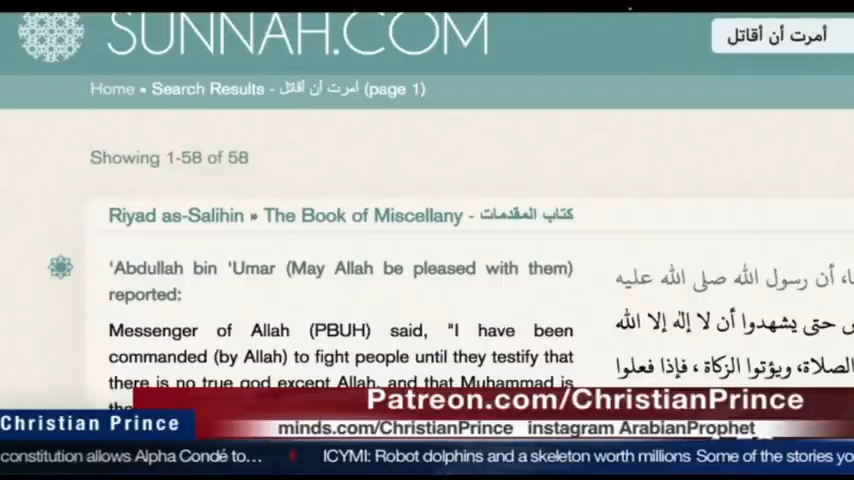 SUNNAH.COM
أمرت أن أقاتل
Home • Search Results - أمرت أن أقاتل (page 1)
Showing 1-58 of 58
Riyad as-Salihin » The Book of Miscellany - كتاب المقدمات
'Abdullah bin 'Umar (May Allah be pleased with them)
reported:
Messenger of Allah (PBUH) said, "I have been
commanded (by Allah) to fight people until they testify that
there is no true god except Allah, and that Muhammad is
أن رسول الله صلى الله عليه
حتى يشهدوا أن لا إله إلا الله
الصلاة، ويؤتوا الزكاة ، فإذا فعلوا
Patreon.com/ChristianPrince
Christian Prince
minds.com/ChristianPrince instagram ArabianProphet
constitution allows Alpha Condé to... ICYMI: Robot dolphins and a skeleton worth millions Some of the stories yo